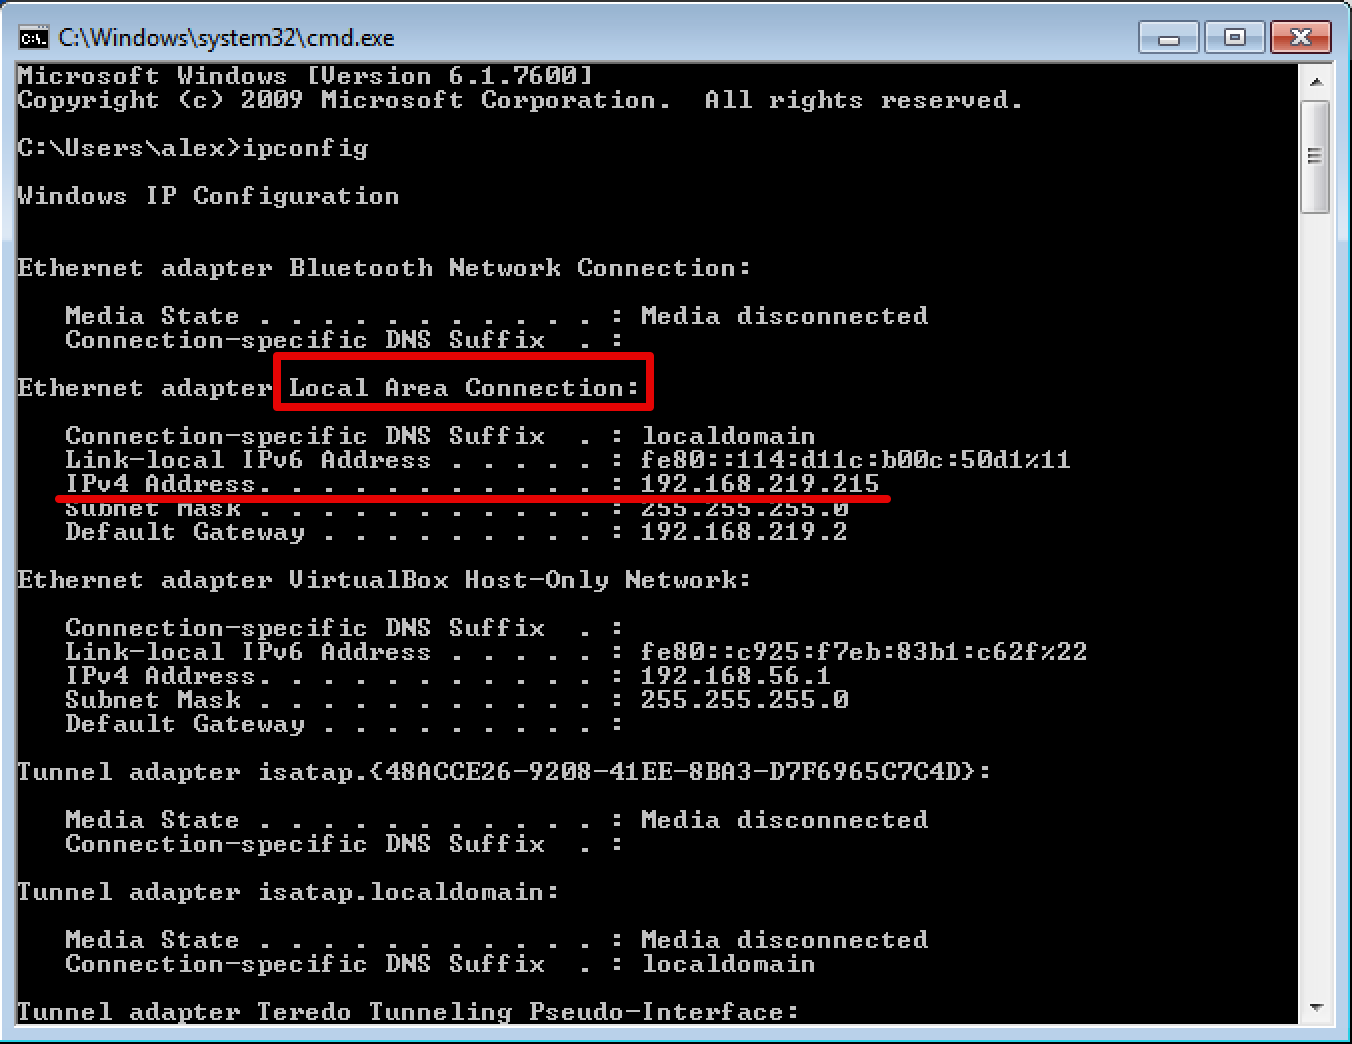 C:\Windows\system32\cmd.exe
Microsoft Windows [Version 6.1.7600]
Copyright (c) 2009 Microsoft Corporation.  All rights reserved.
C:\Users\alex>ipconfig
Windows IP Configuration
Ethernet adapter Bluetooth Network Connection:
   Media State . . . . . . . . . . . : Media disconnected
   Connection-specific DNS Suffix  . :
Ethernet adapter Local Area Connection:
   Connection-specific DNS Suffix  . : localdomain
   Link-local IPv6 Address . . . . . : fe80::114:d11c:b00c:50d1%11
   IPv4 Address. . . . . . . . . . . : 192.168.219.215
   Subnet Mask . . . . . . . . . . . : 255.255.255.0
   Default Gateway . . . . . . . . . : 192.168.219.2
Ethernet adapter VirtualBox Host-Only Network:
   Connection-specific DNS Suffix  . :
   Link-local IPv6 Address . . . . . : fe80::c925:f7eb:83b1:c62f%22
   IPv4 Address. . . . . . . . . . . : 192.168.56.1
   Subnet Mask . . . . . . . . . . . : 255.255.255.0
   Default Gateway . . . . . . . . . :
Tunnel adapter isatap.{48ACCE26-9208-41EE-8BA3-D7F6965C7C4D}:
   Media State . . . . . . . . . . . : Media disconnected
   Connection-specific DNS Suffix  . :
Tunnel adapter isatap.localdomain:
   Media State . . . . . . . . . . . : Media disconnected
   Connection-specific DNS Suffix  . : localdomain
Tunnel adapter Teredo Tunneling Pseudo-Interface: